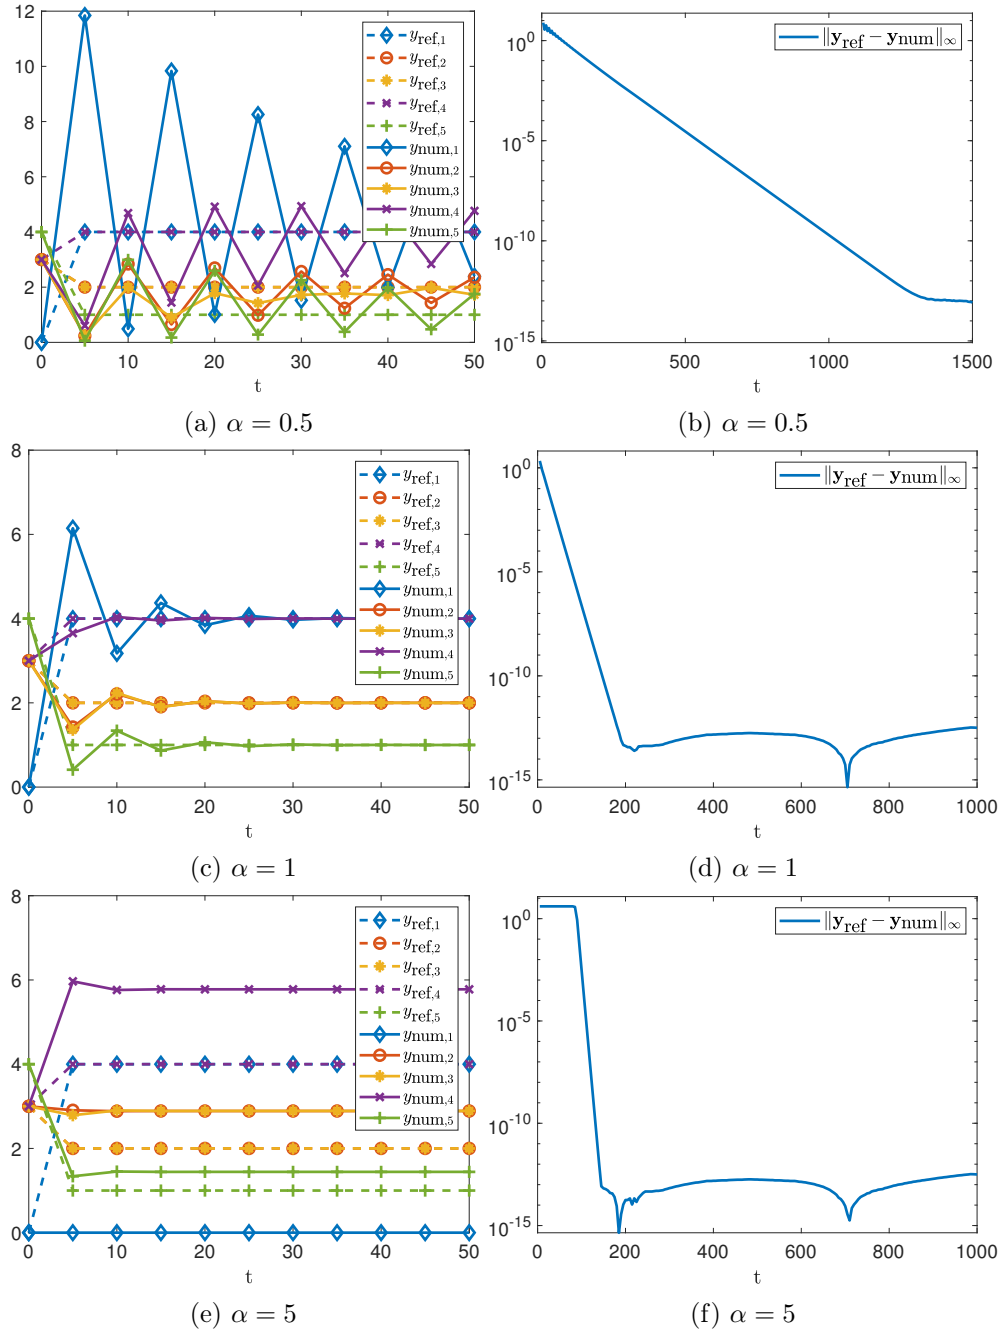 12
10
8
6
4
2
0
0 10 20 30 40 50
t
y_ref,1
y_ref,2
y_ref,3
y_ref,4
y_ref,5
y_num,1
y_num,2
y_num,3
y_num,4
y_num,5
(a) α = 0.5
10^0
10^-5
10^-10
10^-15
0 500 1000 1500
t
‖y_ref − y_num‖_∞
(b) α = 0.5
8
6
4
2
0
0 10 20 30 40 50
t
y_ref,1
y_ref,2
y_ref,3
y_ref,4
y_ref,5
y_num,1
y_num,2
y_num,3
y_num,4
y_num,5
(c) α = 1
10^0
10^-5
10^-10
10^-15
0 200 400 600 800 1000
t
‖y_ref − y_num‖_∞
(d) α = 1
8
6
4
2
0
0 10 20 30 40 50
t
y_ref,1
y_ref,2
y_ref,3
y_ref,4
y_ref,5
y_num,1
y_num,2
y_num,3
y_num,4
y_num,5
(e) α = 5
10^0
10^-5
10^-10
10^-15
0 200 400 600 800 1000
t
‖y_ref − y_num‖_∞
(f) α = 5